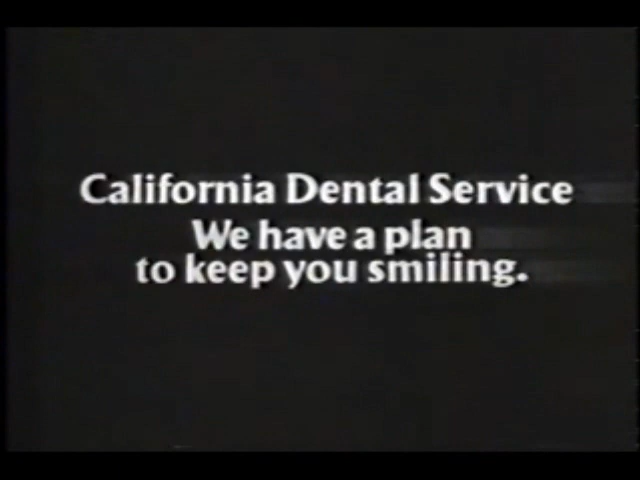 California Dental Service
We have a plan
to keep you smiling.